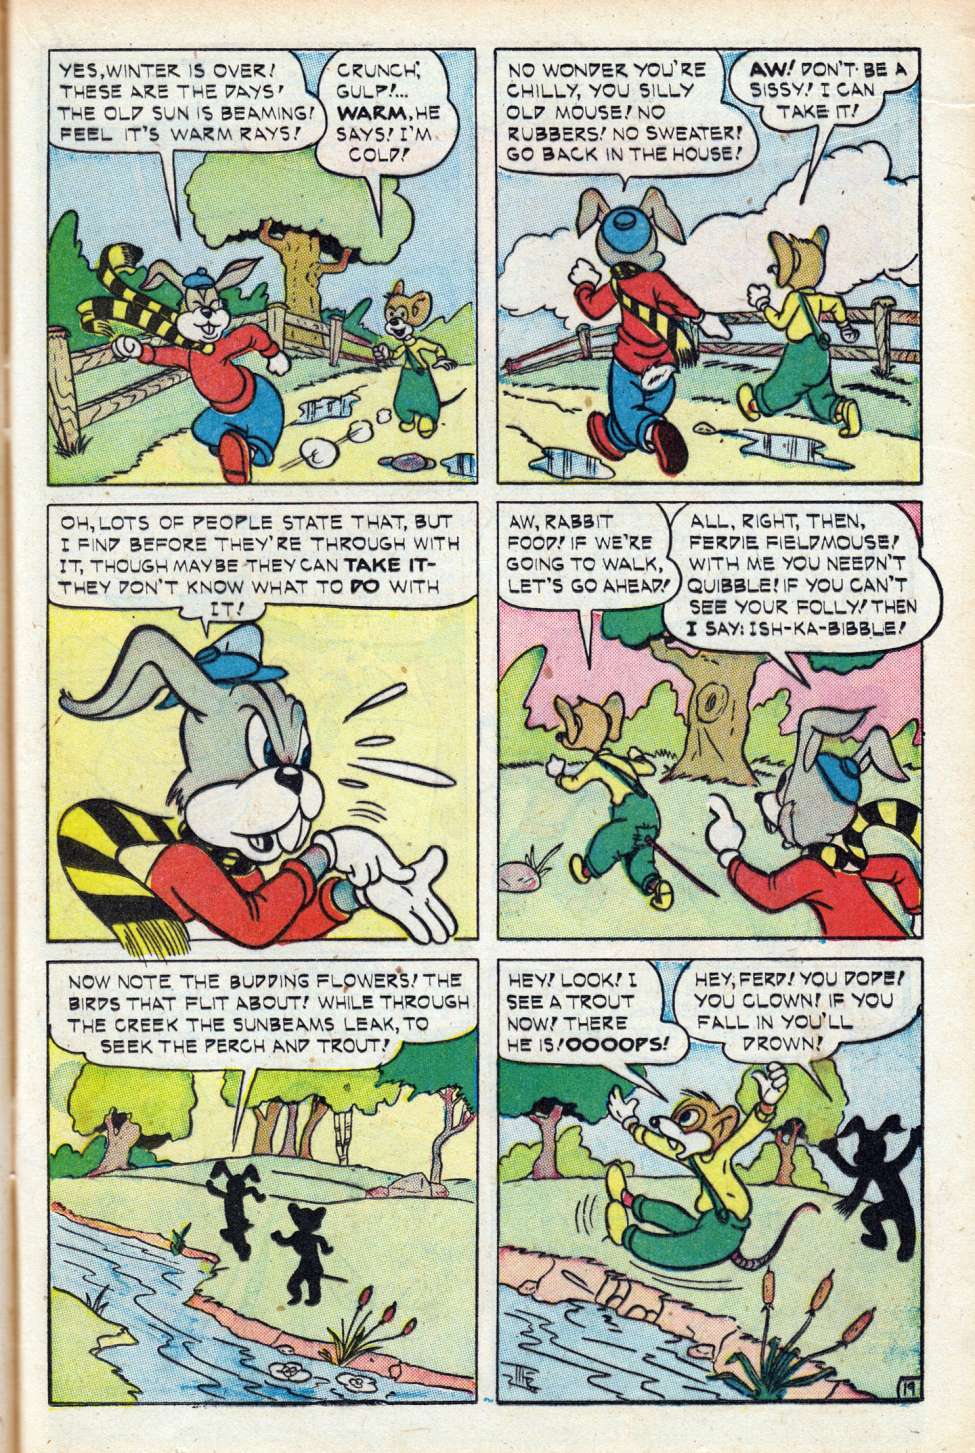 YES, WINTER IS OVER!
THESE ARE THE DAYS!
THE OLD SUN IS BEAMING!
FEEL IT'S WARM RAYS!
CRUNCH,
GULP!...
WARM, HE
SAYS! I'M
COLD!
NO WONDER YOU'RE
CHILLY, YOU SILLY
OLD MOUSE! NO
RUBBERS! NO SWEATER!
GO BACK IN THE HOUSE!
AW! DON'T BE A
SISSY! I CAN
TAKE IT!
OH, LOTS OF PEOPLE STATE THAT, BUT
I FIND BEFORE THEY'RE THROUGH WITH
IT, THOUGH MAYBE THEY CAN TAKE IT-
THEY DON'T KNOW WHAT TO DO WITH
IT!
AW, RABBIT
FOOD! IF WE'RE
GOING TO WALK,
LET'S GO AHEAD!
ALL, RIGHT, THEN,
FERDIE FIELDMOUSE!
WITH ME YOU NEEDN'T
QUIBBLE! IF YOU CAN'T
SEE YOUR FOLLY! THEN
I SAY: ISH-KA-BIBBLE!
NOW NOTE THE BUDDING FLOWERS! THE
BIRDS THAT FLIT ABOUT! WHILE THROUGH
THE CREEK THE SUNBEAMS LEAK, TO
SEEK THE PERCH AND TROUT!
HEY! LOOK! I
SEE A TROUT
NOW! THERE
HE IS! OOOOPS!
HEY, FERD! YOU DOPE!
YOU CLOWN! IF YOU
FALL IN YOU'LL
DROWN!
19